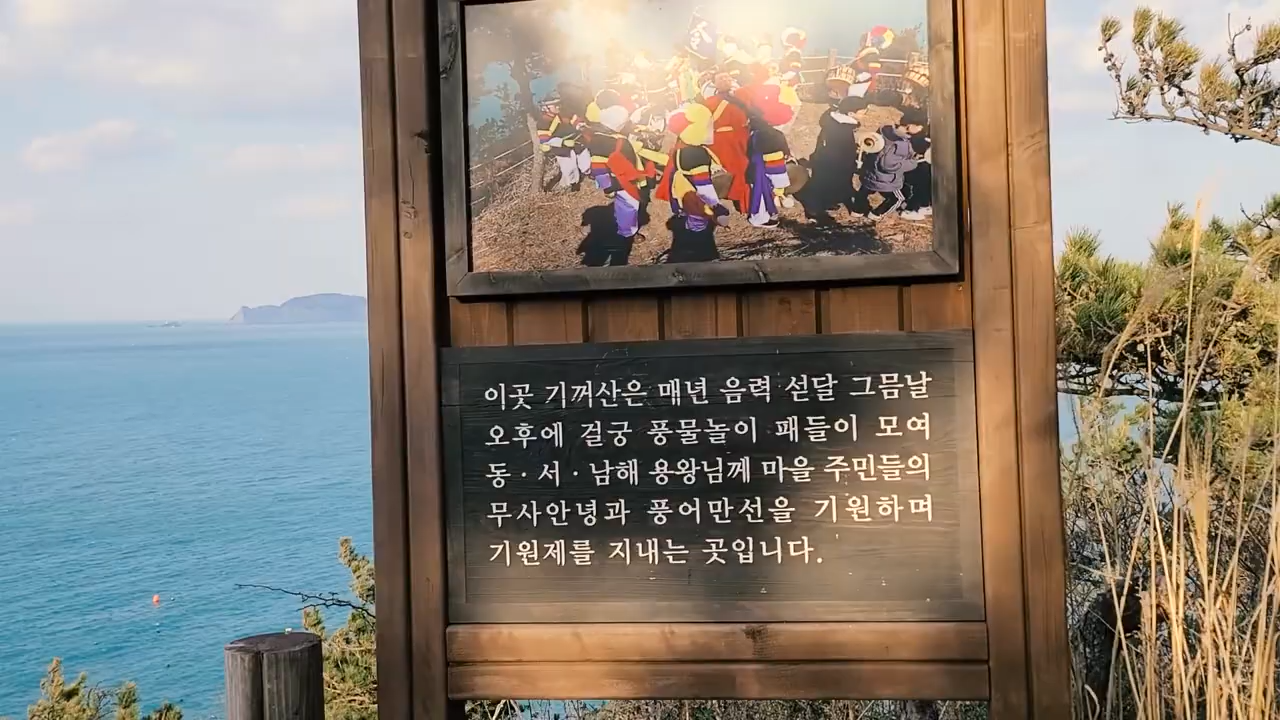 이곳 기꺼산은 매년 음력 섣달 그믐날
오후에 걸궁 풍물놀이 패들이 모여
동·서·남해 용왕님께 마을 주민들의
무사안녕과 풍어만선을 기원하며
기원제를 지내는 곳입니다.